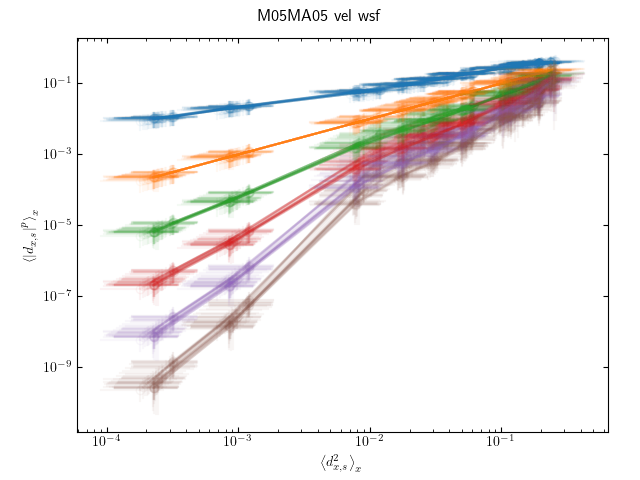 M05MA05 vel wsf
10⁻¹
10⁻³
10⁻⁵
10⁻⁷
10⁻⁹
⟨|d_{x,s}|^p⟩_x
10⁻⁴ 10⁻³ 10⁻² 10⁻¹
⟨d²_{x,s}⟩_x